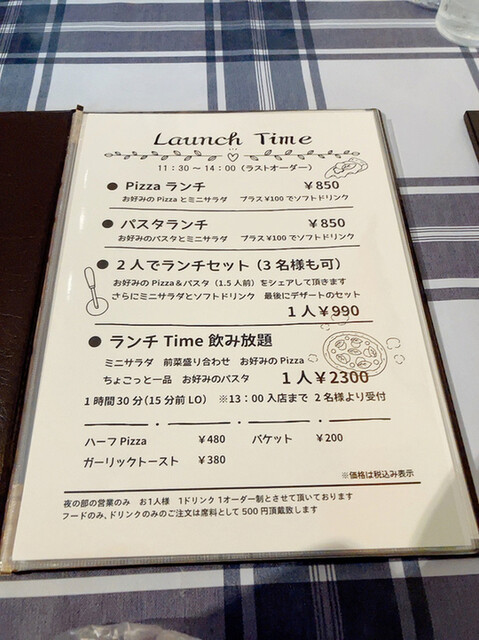 Launch Time
11:30～14:00（ラストオーダー）
● Pizza ランチ ￥850
お好みの Pizza とミニサラダ プラス¥100 でソフトドリンク
● パスタランチ ￥850
お好みのパスタとミニサラダ プラス¥100 でソフトドリンク
● 2人でランチセット（3 名様も可）
お好みの Pizza＆パスタ（1.5 人前）をシェアして頂きます
さらにミニサラダとソフトドリンク 最後にデザートのセット
1人￥990
● ランチ Time 飲み放題
ミニサラダ 前菜盛り合わせ お好みの Pizza
ちょこっと一品 お好みのパスタ 1人￥2300
1 時間 30 分（15 分前 LO） ※13：00 入店まで 2 名様より受付
ハーフ Pizza ￥480 バケット ￥200
ガーリックトースト ￥380
※価格は税込み表示
夜の部の営業のみ お1人様 1ドリンク 1オーダー制とさせて頂いております
フードのみ、ドリンクのみのご注文は席料として 500 円頂戴致します